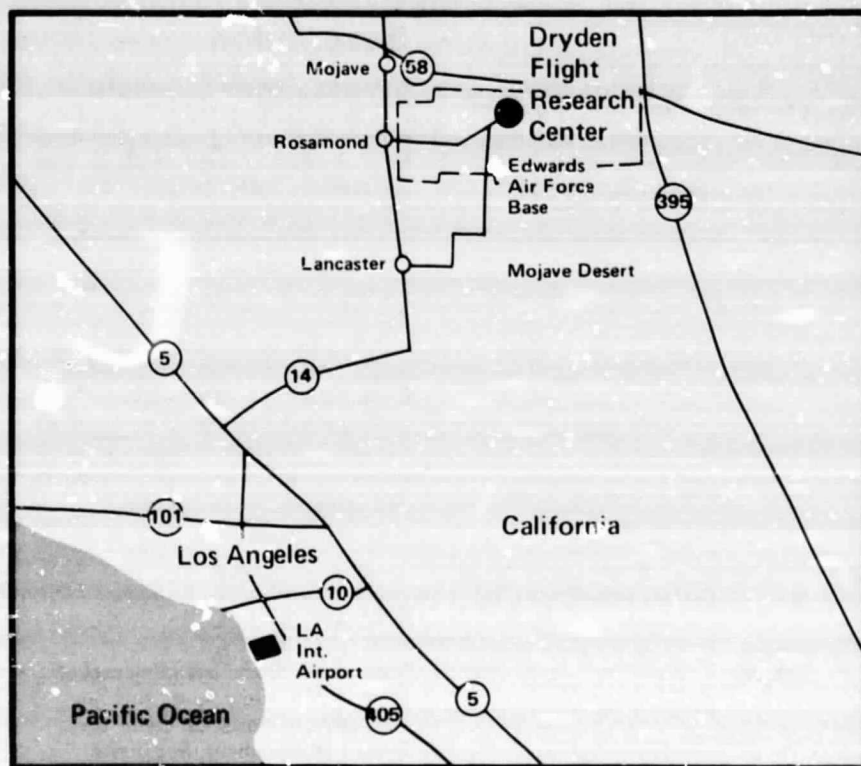 Dryden
Flight
Research
Center
Mojave
58
Rosamond
Edwards
Air Force
Base
395
Lancaster
Mojave Desert
5
14
101
California
Los Angeles
10
LA
Int.
Airport
Pacific Ocean
405
5